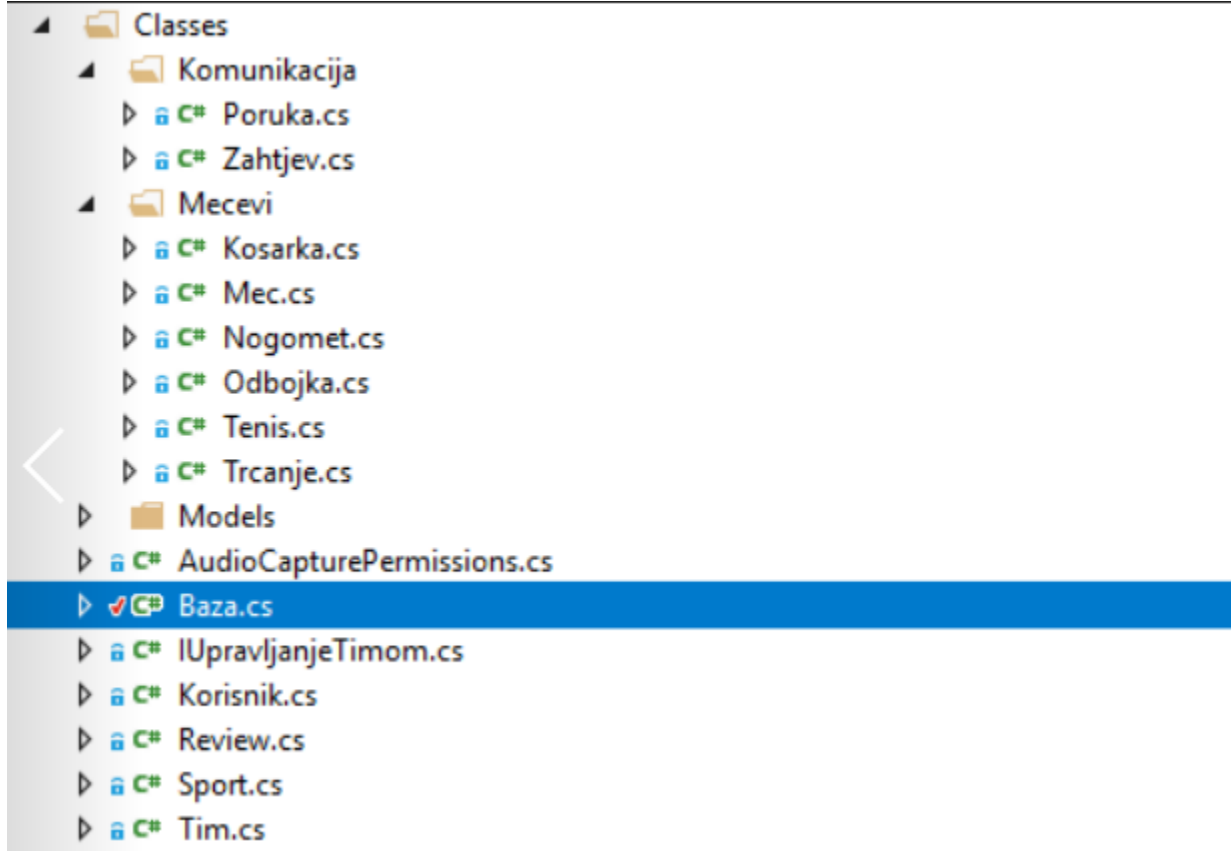 Classes
Komunikacija
C# Poruka.cs
C# Zahtjev.cs
Mecevi
C# Kosarka.cs
C# Mec.cs
C# Nogomet.cs
C# Odbojka.cs
C# Tenis.cs
C# Trcanje.cs
Models
C# AudioCapturePermissions.cs
C# Baza.cs
C# IUpravljanjeTimom.cs
C# Korisnik.cs
C# Review.cs
C# Sport.cs
C# Tim.cs